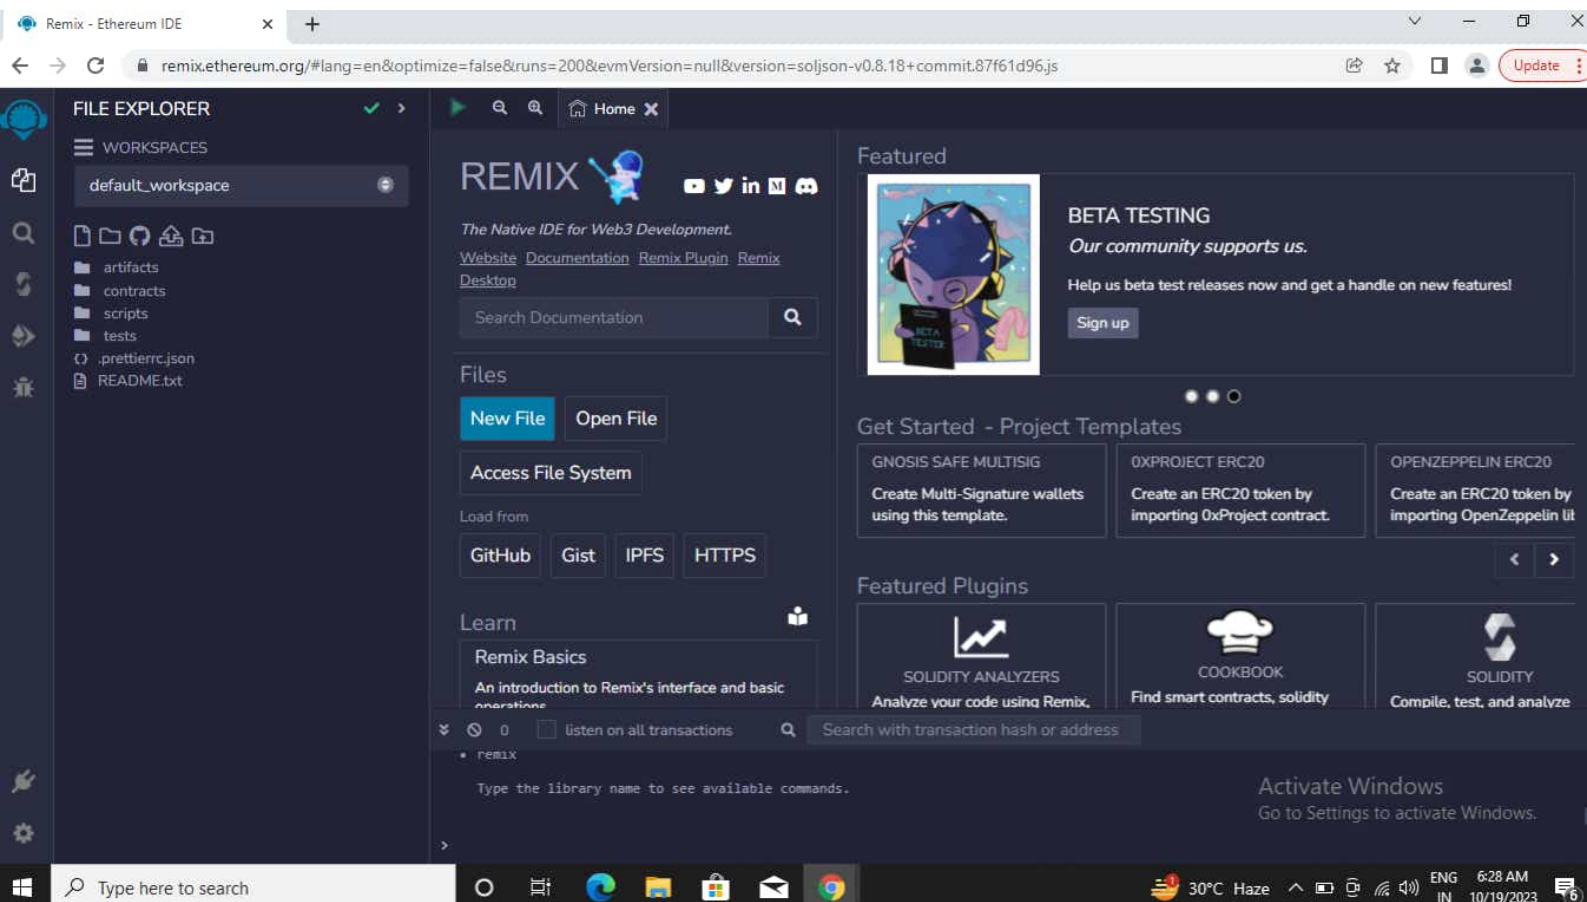 Remix - Ethereum IDE
remix.ethereum.org/#lang=en&optimize=false&runs=200&evmVersion=null&version=soljson-v0.8.18+commit.87f61d96.js
Update
FILE EXPLORER
WORKSPACES
default_workspace
artifacts
contracts
scripts
tests
.prettierrc.json
README.txt
Home
REMIX
The Native IDE for Web3 Development.
Website Documentation Remix Plugin Remix
Desktop
Search Documentation
Files
New File Open File
Access File System
Load from
GitHub Gist IPFS HTTPS
Learn
Remix Basics
An introduction to Remix's interface and basic
operations
Featured
BETA TESTER
BETA TESTING
Our community supports us.
Help us beta test releases now and get a handle on new features!
Sign up
Get Started - Project Templates
GNOSIS SAFE MULTISIG
Create Multi-Signature wallets
using this template.
0XPROJECT ERC20
Create an ERC20 token by
importing 0xProject contract.
OPENZEPPELIN ERC20
Create an ERC20 token by
importing OpenZeppelin lib
Featured Plugins
SOLIDITY ANALYZERS
Analyze your code using Remix,
COOKBOOK
Find smart contracts, solidity
SOLIDITY
Compile, test, and analyze
0 listen on all transactions Search with transaction hash or address
• remix
Type the library name to see available commands.
>
Activate Windows
Go to Settings to activate Windows.
Type here to search
1
30°C Haze
ENG
IN
6:28 AM
10/19/2023
6